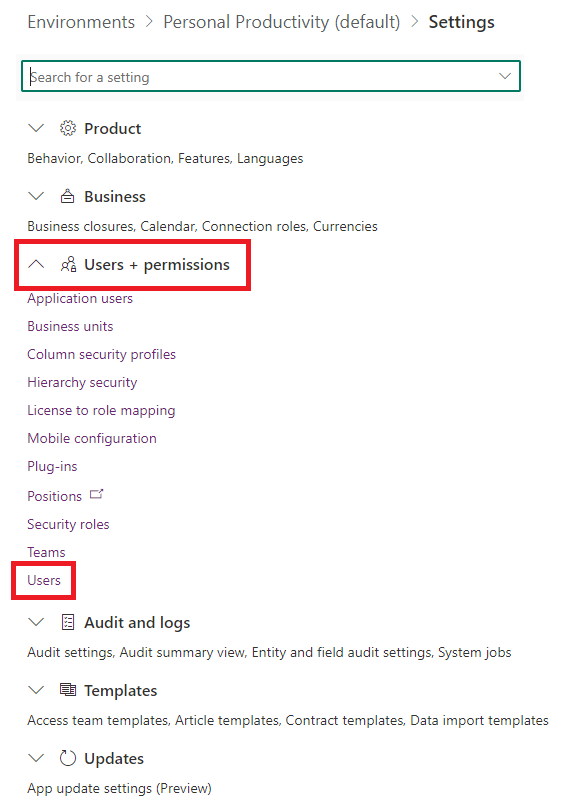 Environments > Personal Productivity (default) > Settings
Search for a setting
Product
Behavior, Collaboration, Features, Languages
Business
Business closures, Calendar, Connection roles, Currencies
Users + permissions
Application users
Business units
Column security profiles
Hierarchy security
License to role mapping
Mobile configuration
Plug-ins
Positions
Security roles
Teams
Users
Audit and logs
Audit settings, Audit summary view, Entity and field audit settings, System jobs
Templates
Access team templates, Article templates, Contract templates, Data import templates
Updates
App update settings (Preview)